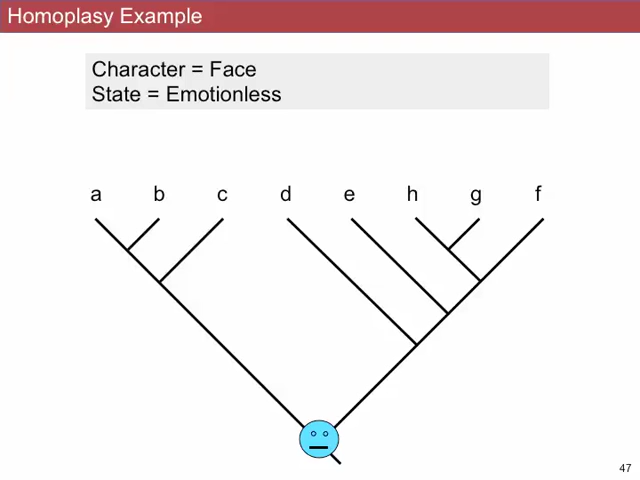 Homoplasy Example
Character = Face
State = Emotionless
a b c d e h g f
47